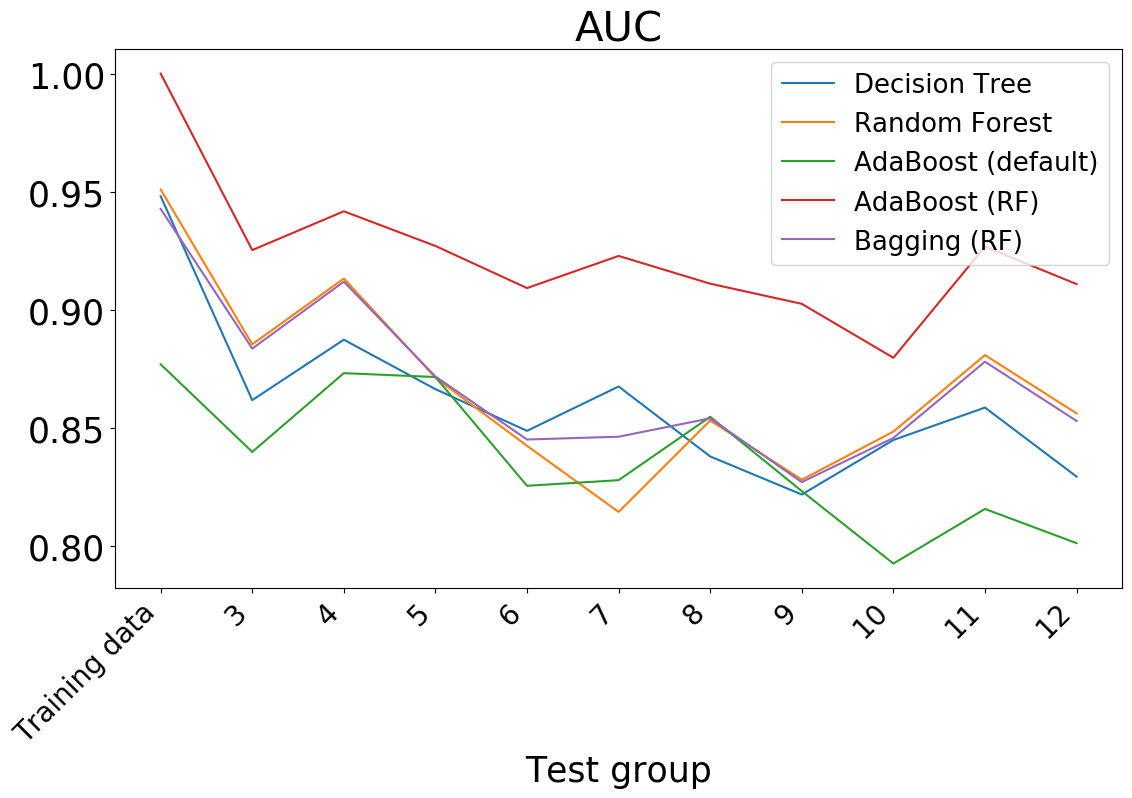 AUC
1.00
0.95
0.90
0.85
0.80
Decision Tree
Random Forest
AdaBoost (default)
AdaBoost (RF)
Bagging (RF)
Training data
3
4
5
6
7
8
9
10
11
12
Test group